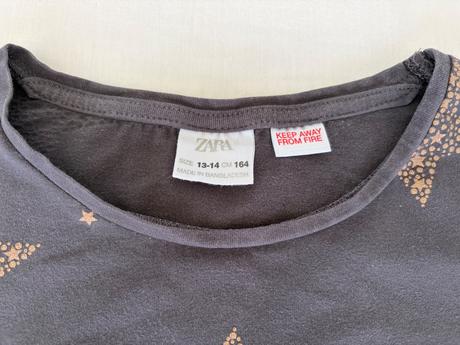 ZARA
SIZE 13-14 CM 164
MADE IN BANGLADESH
KEEP AWAY
FROM FIRE